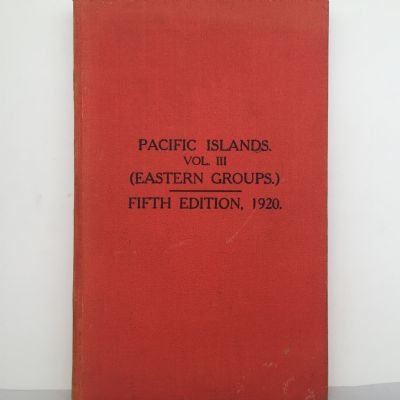 PACIFIC ISLANDS.
VOL. III
(EASTERN GROUPS.)
FIFTH EDITION, 1920.